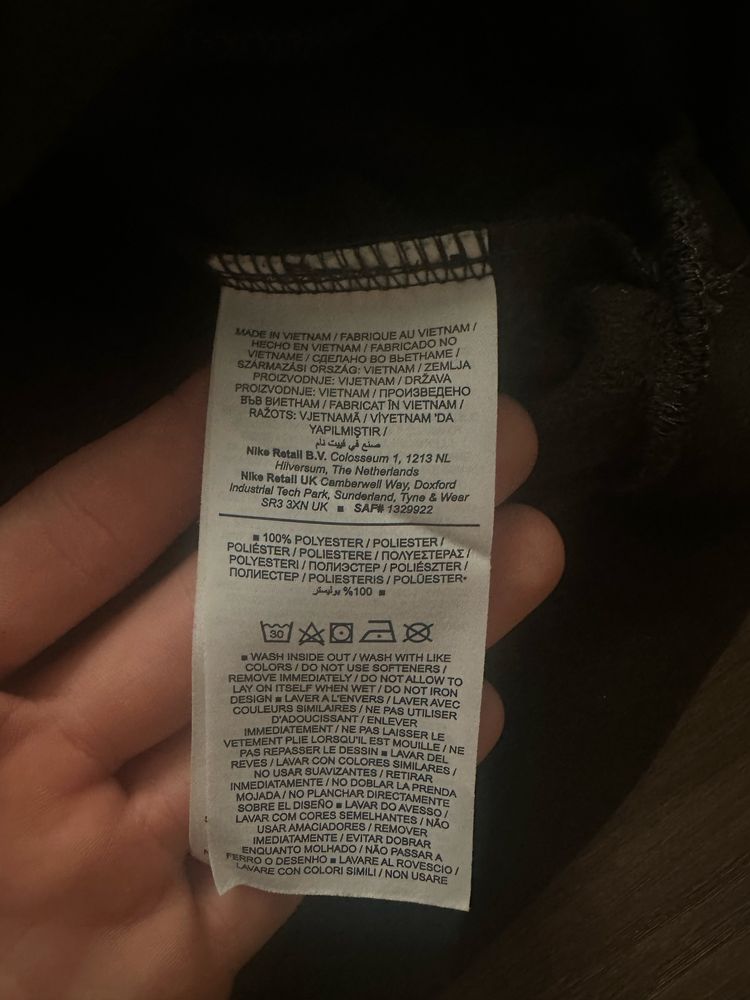 MADE IN VIETNAM / FABRIQUE AU VIETNAM /
HECHO EN VIETNAM / FABRICADO NO
VIETNAME / СДЕЛАНО ВО ВЬЕТНАМЕ /
SZÁRMAZÁSI ORSZÁG: VIETNAM / ZEMLJA
PROIZVODNJE: VIJETNAM / DRŽAVA
PROIZVODNJE: VIETNAM / ПРОИЗВЕДЕНО
ВЪВ ВИЕТНАМ / FABRICAT ÎN VIETNAM /
RAŽOTS: VJETNAMĀ / VİYETNAM 'DA
YAPILMIŞTIR /
صنع في فييت نام
Nike Retail B.V. Colosseum 1, 1213 NL
Hilversum, The Netherlands
Nike Retail UK Camberwell Way, Doxford
Industrial Tech Park, Sunderland, Tyne & Wear
SR3 3XN UK ■ SAF# 1329922
■ 100% POLYESTER / POLIESTER /
POLIÉSTER / POLIESTERE / ΠΟΛΥΕΣΤΕΡΑΣ /
POLYESTERI / ПОЛИЭСТЕР / POLIÉSZTER /
ПОЛИЕСТЕР / POLIESTERIS / POLÜESTER•
100% بوليستر ■
30
■ WASH INSIDE OUT / WASH WITH LIKE
COLORS / DO NOT USE SOFTENERS /
REMOVE IMMEDIATELY / DO NOT ALLOW TO
LAY ON ITSELF WHEN WET / DO NOT IRON
DESIGN ■ LAVER A L'ENVERS / LAVER AVEC
COULEURS SIMILAIRES / NE PAS UTILISER
D'ADOUCISSANT / ENLEVER
IMMEDIATEMENT / NE PAS LAISSER LE
VETEMENT PLIE LORSQU'IL EST MOUILLE / NE
PAS REPASSER LE DESSIN ■ LAVAR DEL
REVES / LAVAR CON COLORES SIMILARES /
NO USAR SUAVIZANTES / RETIRAR
INMEDIATAMENTE / NO DOBLAR LA PRENDA
MOJADA / NO PLANCHAR DIRECTAMENTE
SOBRE EL DISEÑO ■ LAVAR DO AVESSO /
LAVAR COM CORES SEMELHANTES / NÃO
USAR AMACIADORES / REMOVER
IMEDIATAMENTE / EVITAR DOBRAR
ENQUANTO MOLHADO / NÃO PASSAR A
FERRO O DESENHO ■ LAVARE AL ROVESCIO /
LAVARE CON COLORI SIMILI / NON USARE